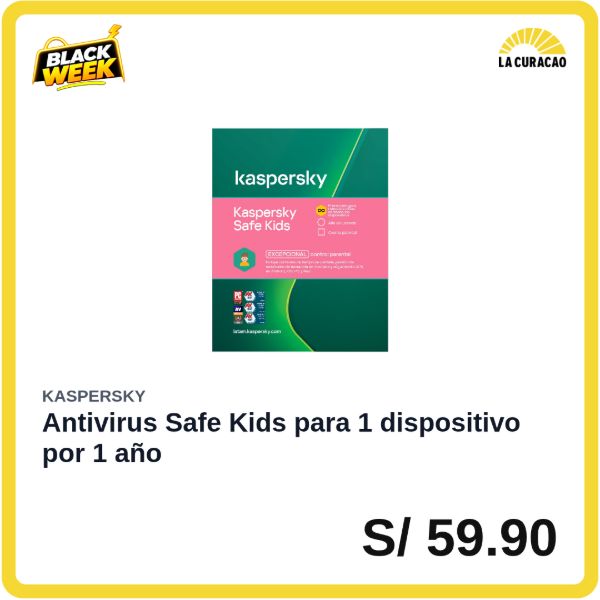 BLACK
WEEK
LA CURACAO
kaspersky
Kaspersky
Safe Kids
EXCEPCIONAL control parental
latam.kaspersky.com
KASPERSKY
Antivirus Safe Kids para 1 dispositivo
por 1 año
S/ 59.90